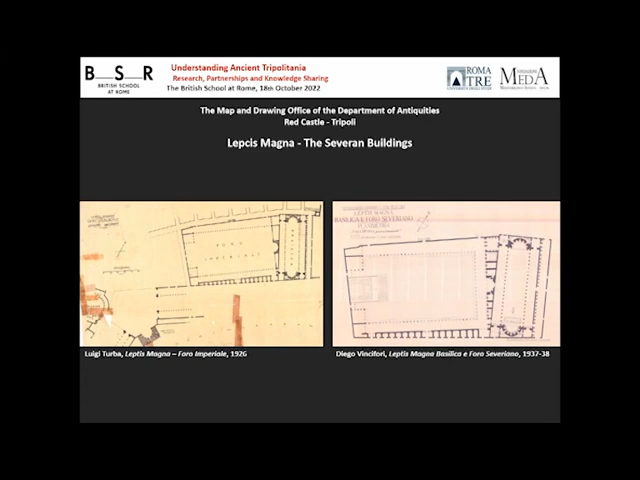 B S R
BRITISH SCHOOL
AT ROME
Understanding Ancient Tripolitania
Research, Partnerships and Knowledge Sharing
The British School at Rome, 18th October 2022
ROMA
TRE
MEDA
The Map and Drawing Office of the Department of Antiquities
Red Castle - Tripoli
Lepcis Magna - The Severan Buildings
FORO
IMPERIALE
LEPTIS MAGNA
BASILICA E FORO SEVERIANO
PLANIMETRIA
Luigi Turba, Leptis Magna – Foro Imperiale, 1926
Diego Vincifori, Leptis Magna Basilica e Foro Severiano, 1937-38